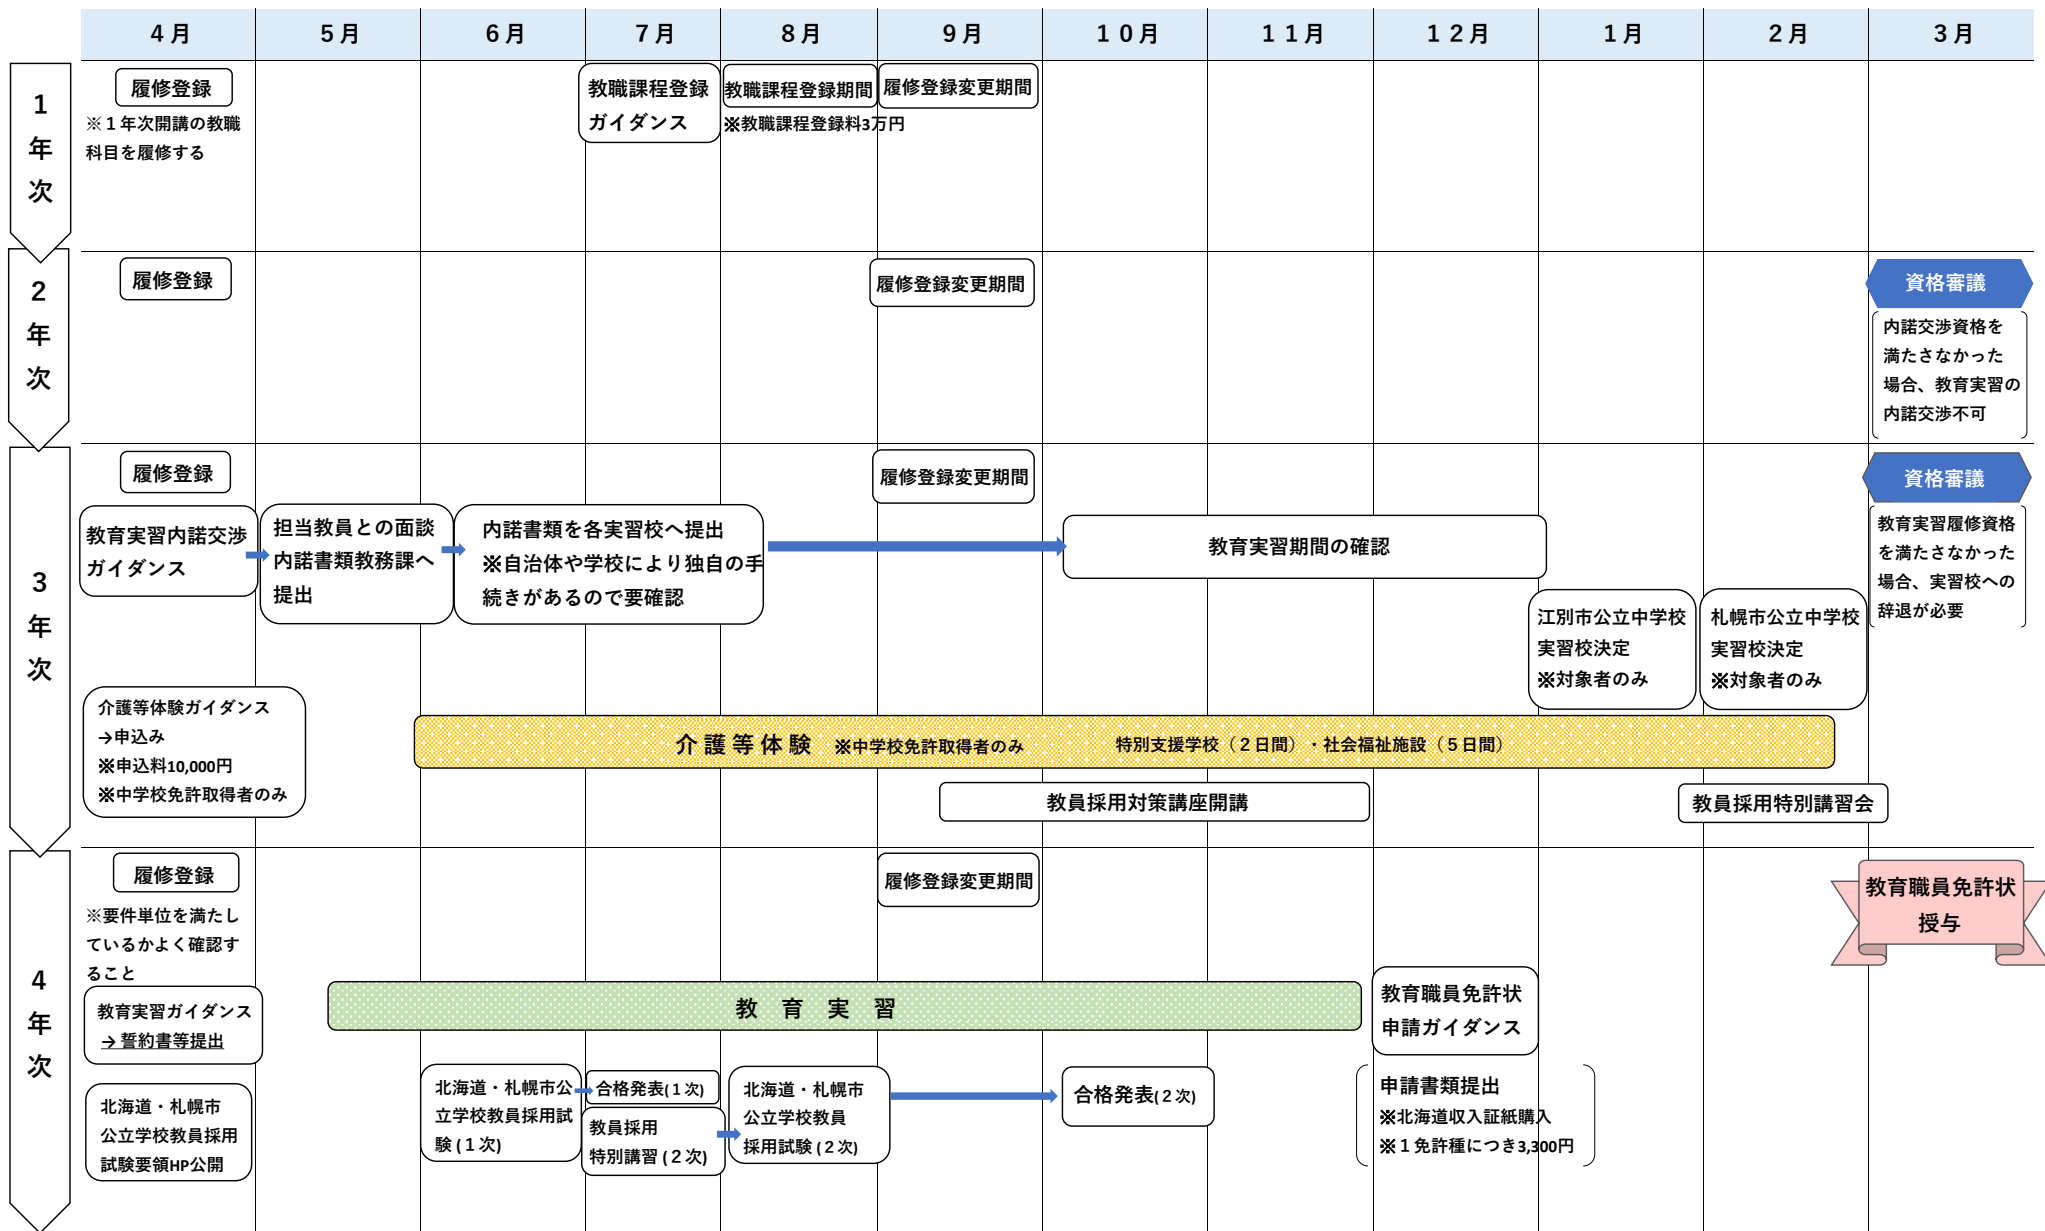 4月 5月 6月 7月 8月 9月 10月 11月 12月 1月 2月 3月
1年次
履修登録
※1年次開講の教職
科目を履修する
教職課程登録
ガイダンス
教職課程登録期間
※教職課程登録料3万円
履修登録変更期間
2年次
履修登録
履修登録変更期間
資格審議
内諾交渉資格を
満たさなかった
場合、教育実習の
内諾交渉不可
3年次
履修登録
履修登録変更期間
資格審議
教育実習内諾交渉
ガイダンス
担当教員との面談
内諾書類教務課へ
提出
内諾書類を各実習校へ提出
※自治体や学校により独自の手
続きがあるので要確認
教育実習期間の確認
教育実習履修資格
を満たさなかった
場合、実習校への
辞退が必要
江別市公立中学校
実習校決定
※対象者のみ
札幌市公立中学校
実習校決定
※対象者のみ
介護等体験ガイダンス
→申込み
※申込料10,000円
※中学校免許取得者のみ
介護等体験 ※中学校免許取得者のみ 特別支援学校(2日間)・社会福祉施設(5日間)
教員採用対策講座開講
教員採用特別講習会
4年次
履修登録
※要件単位を満たし
ているかよく確認す
ること
履修登録変更期間
教育職員免許状
授与
教育実習ガイダンス
→誓約書等提出
教育実習
教育職員免許状
申請ガイダンス
北海道・札幌市
公立学校教員採用
試験要領HP公開
北海道・札幌市公
立学校教員採用試
験(1次)
合格発表(1次)
教員採用
特別講習(2次)
北海道・札幌市
公立学校教員
採用試験(2次)
合格発表(2次)
申請書類提出
※北海道収入証紙購入
※1免許種につき3,300円